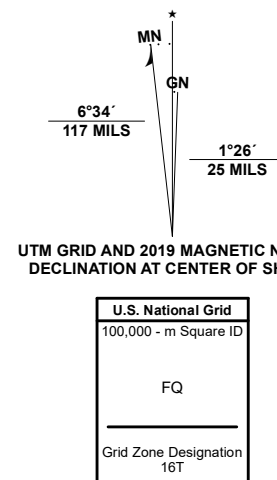 ★
MN
GN
6°34´
117 MILS
1°26´
25 MILS
UTM GRID AND 2019 MAGNETIC N
DECLINATION AT CENTER OF SH
U.S. National Grid
100,000 - m Square ID
FQ
Grid Zone Designation
16T